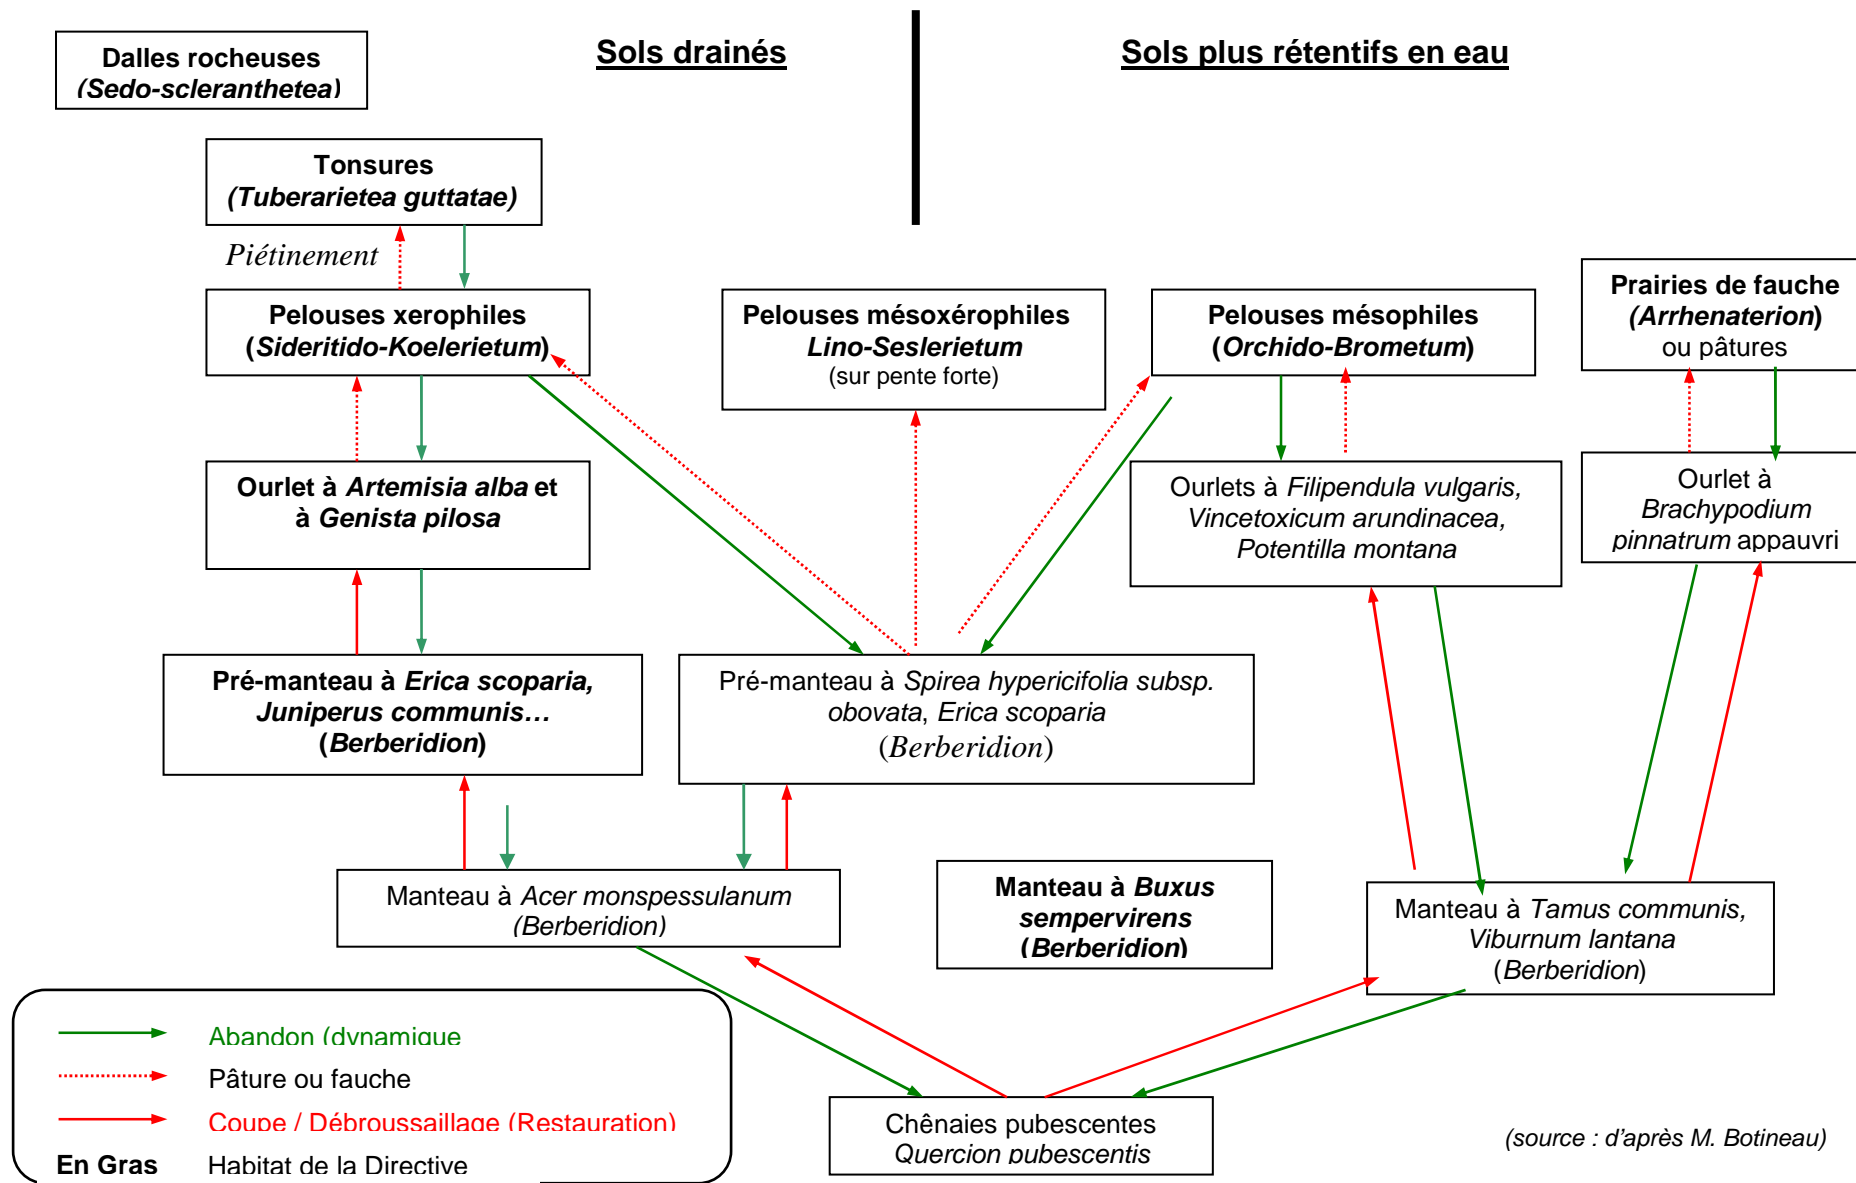 Dalles rocheuses
(Sedo-scleranthetea)
Sols drainés
Sols plus rétentifs en eau
Tonsures
(Tuberarietea guttatae)
Piétinement
Pelouses xerophiles
(Sideritido-Koelerietum)
Pelouses mésoxérophiles
Lino-Seslerietum
(sur pente forte)
Pelouses mésophiles
(Orchido-Brometum)
Prairies de fauche
(Arrhenaterion)
ou pâtures
Ourlet à Artemisia alba et
à Genista pilosa
Ourlets à Filipendula vulgaris,
Vincetoxicum arundinacea,
Potentilla montana
Ourlet à
Brachypodium
pinnatrum appauvri
Pré-manteau à Erica scoparia,
Juniperus communis…
(Berberidion)
Pré-manteau à Spirea hypericifolia subsp.
obovata, Erica scoparia
(Berberidion)
Manteau à Acer monspessulanum
(Berberidion)
Manteau à Buxus
sempervirens
(Berberidion)
Manteau à Tamus communis,
Viburnum lantana
(Berberidion)
Abandon (dynamique
Pâture ou fauche
Coupe / Débroussaillage (Restauration)
En Gras Habitat de la Directive
Chênaies pubescentes
Quercion pubescentis
(source : d'après M. Botineau)